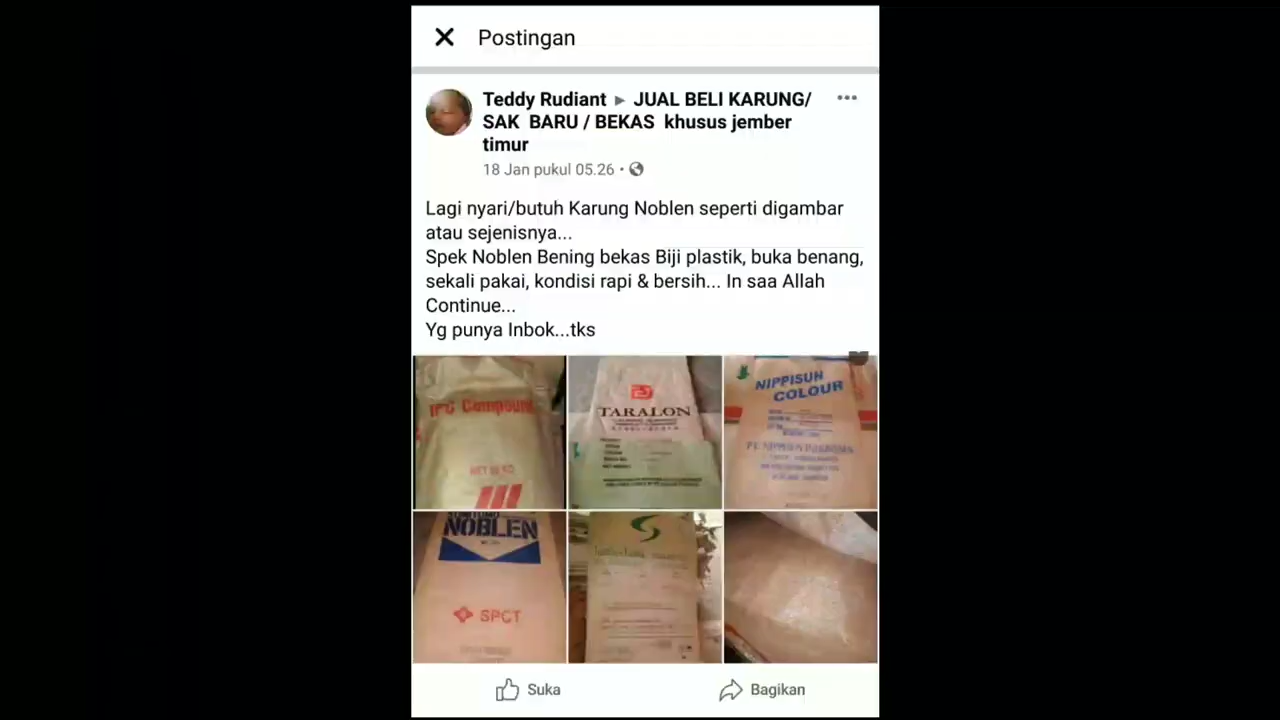 Postingan
Teddy Rudiant ▸ JUAL BELI KARUNG/
SAK BARU / BEKAS khusus jember
timur
18 Jan pukul 05.26 •
Lagi nyari/butuh Karung Noblen seperti digambar
atau sejenisnya...
Spek Noblen Bening bekas Biji plastik, buka benang,
sekali pakai, kondisi rapi & bersih... In saa Allah
Continue...
Yg punya Inbok...tks
Compound
TARALON
NIPPISUN
COLOUR
NOBLEN
SPCT
Suka
Bagikan